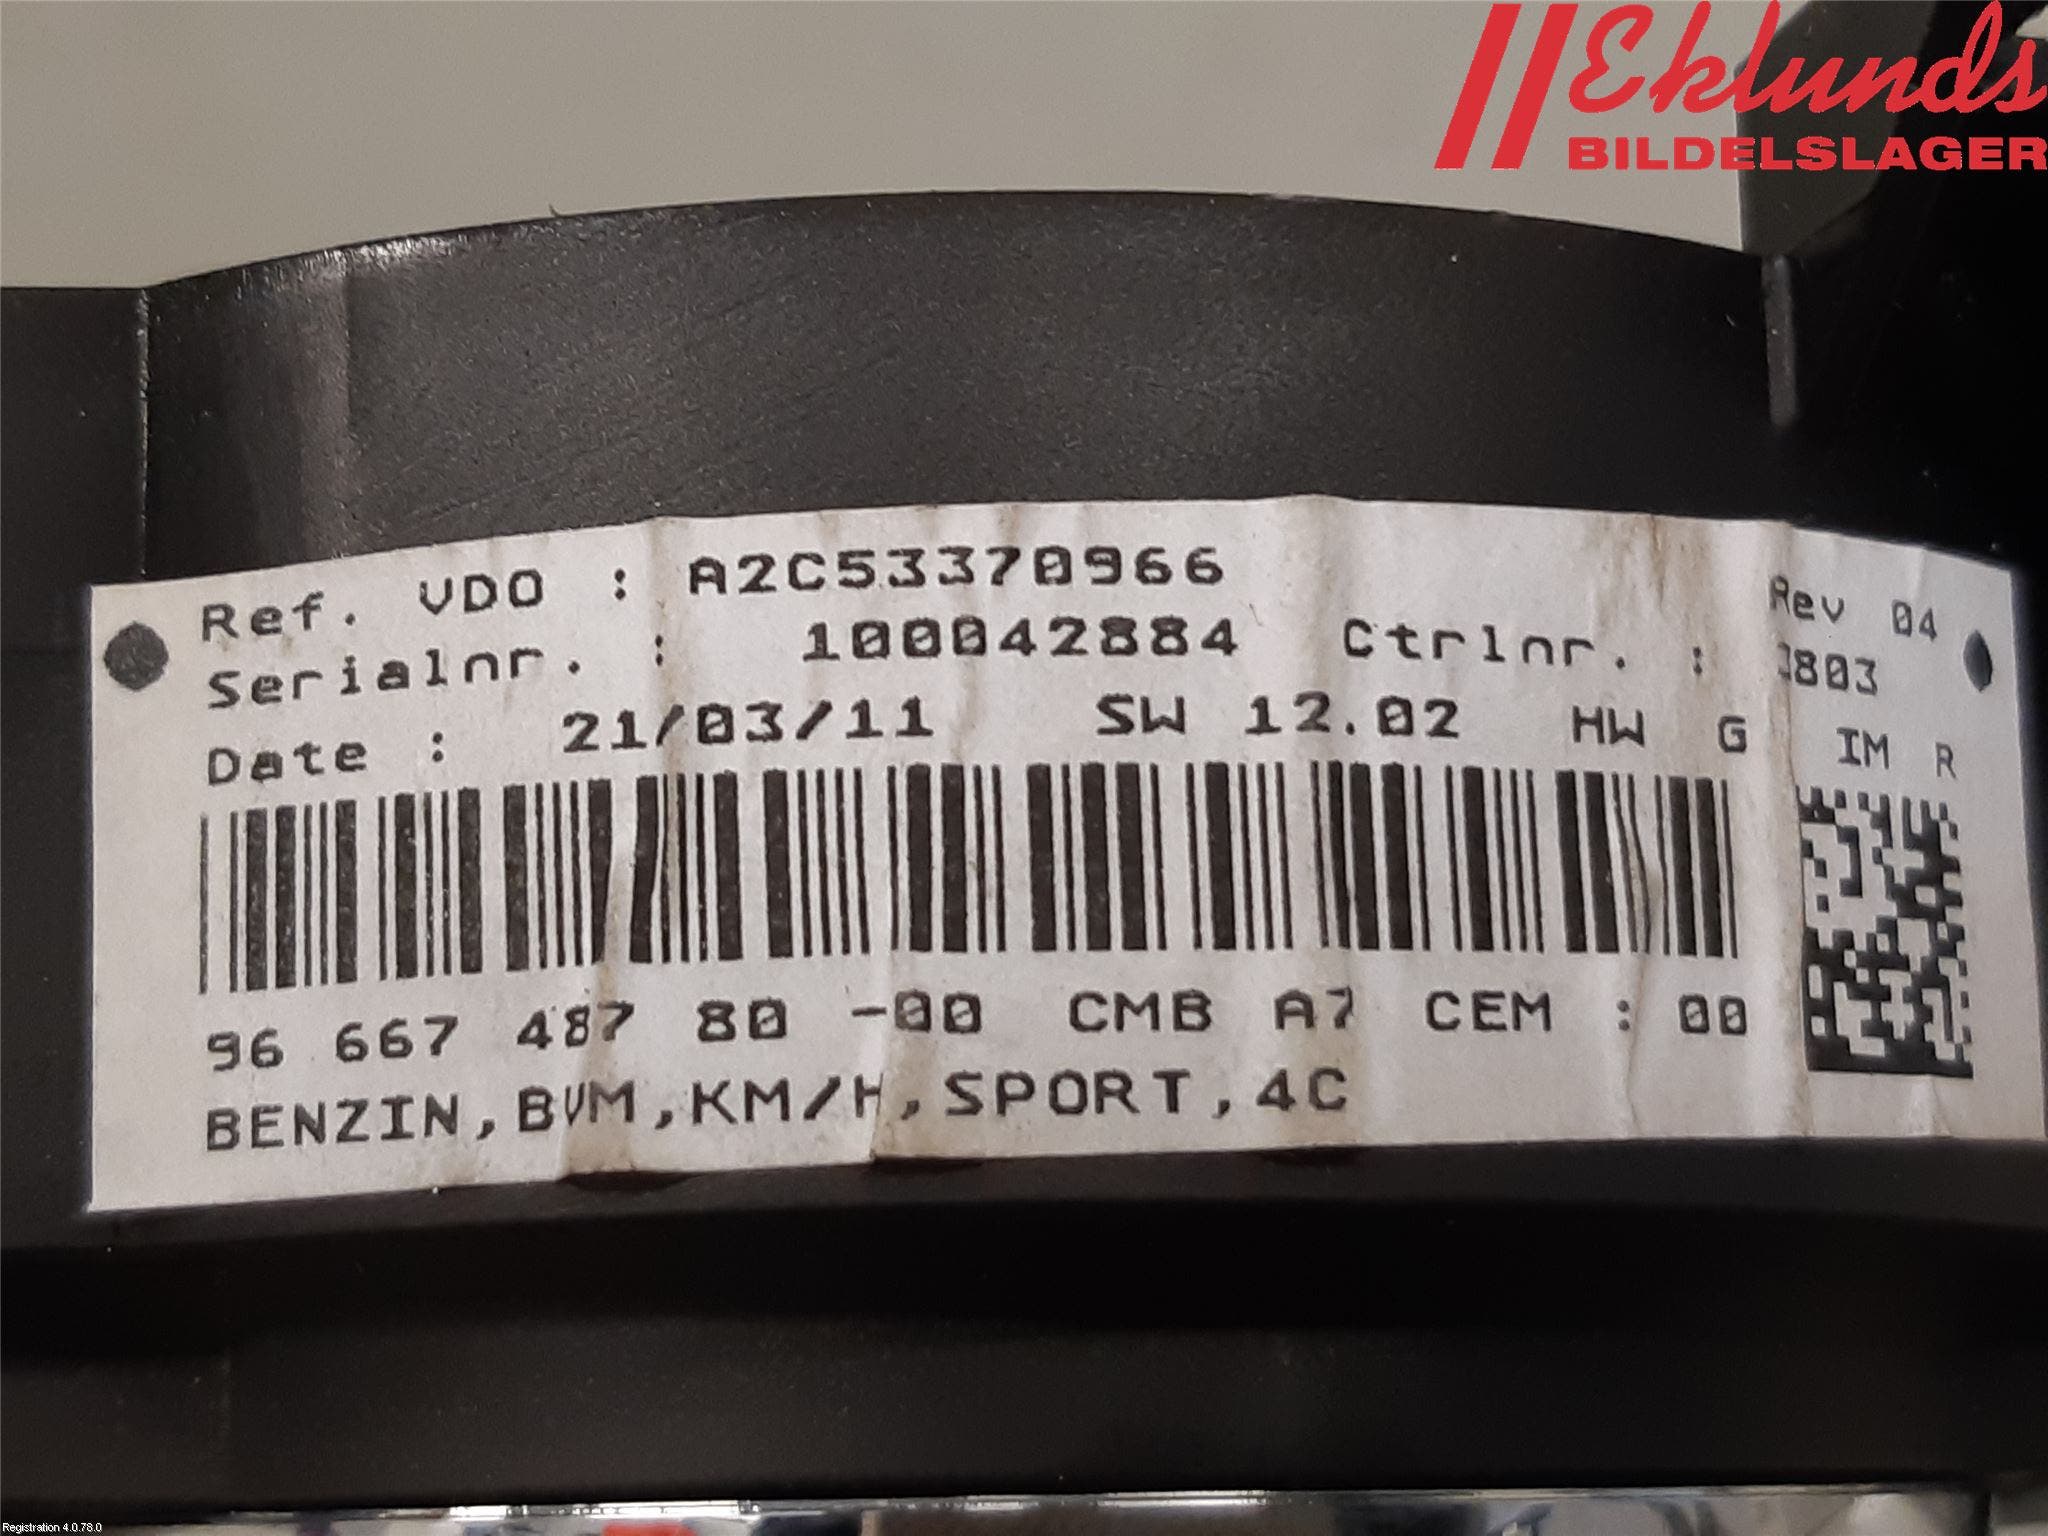 Eklunds
BILDELSLAGER
Ref. VDO : A2C53370966 Rev 04
Serialnr. : 100042884 Ctrlnr. :
Date : 21/03/11 SW 12.02 HW G IM R
96 667 487 80 -00 CMB A7 CEM : 00
BENZIN,BVM,KM/H,SPORT,4C
Registration 4.0.78.0